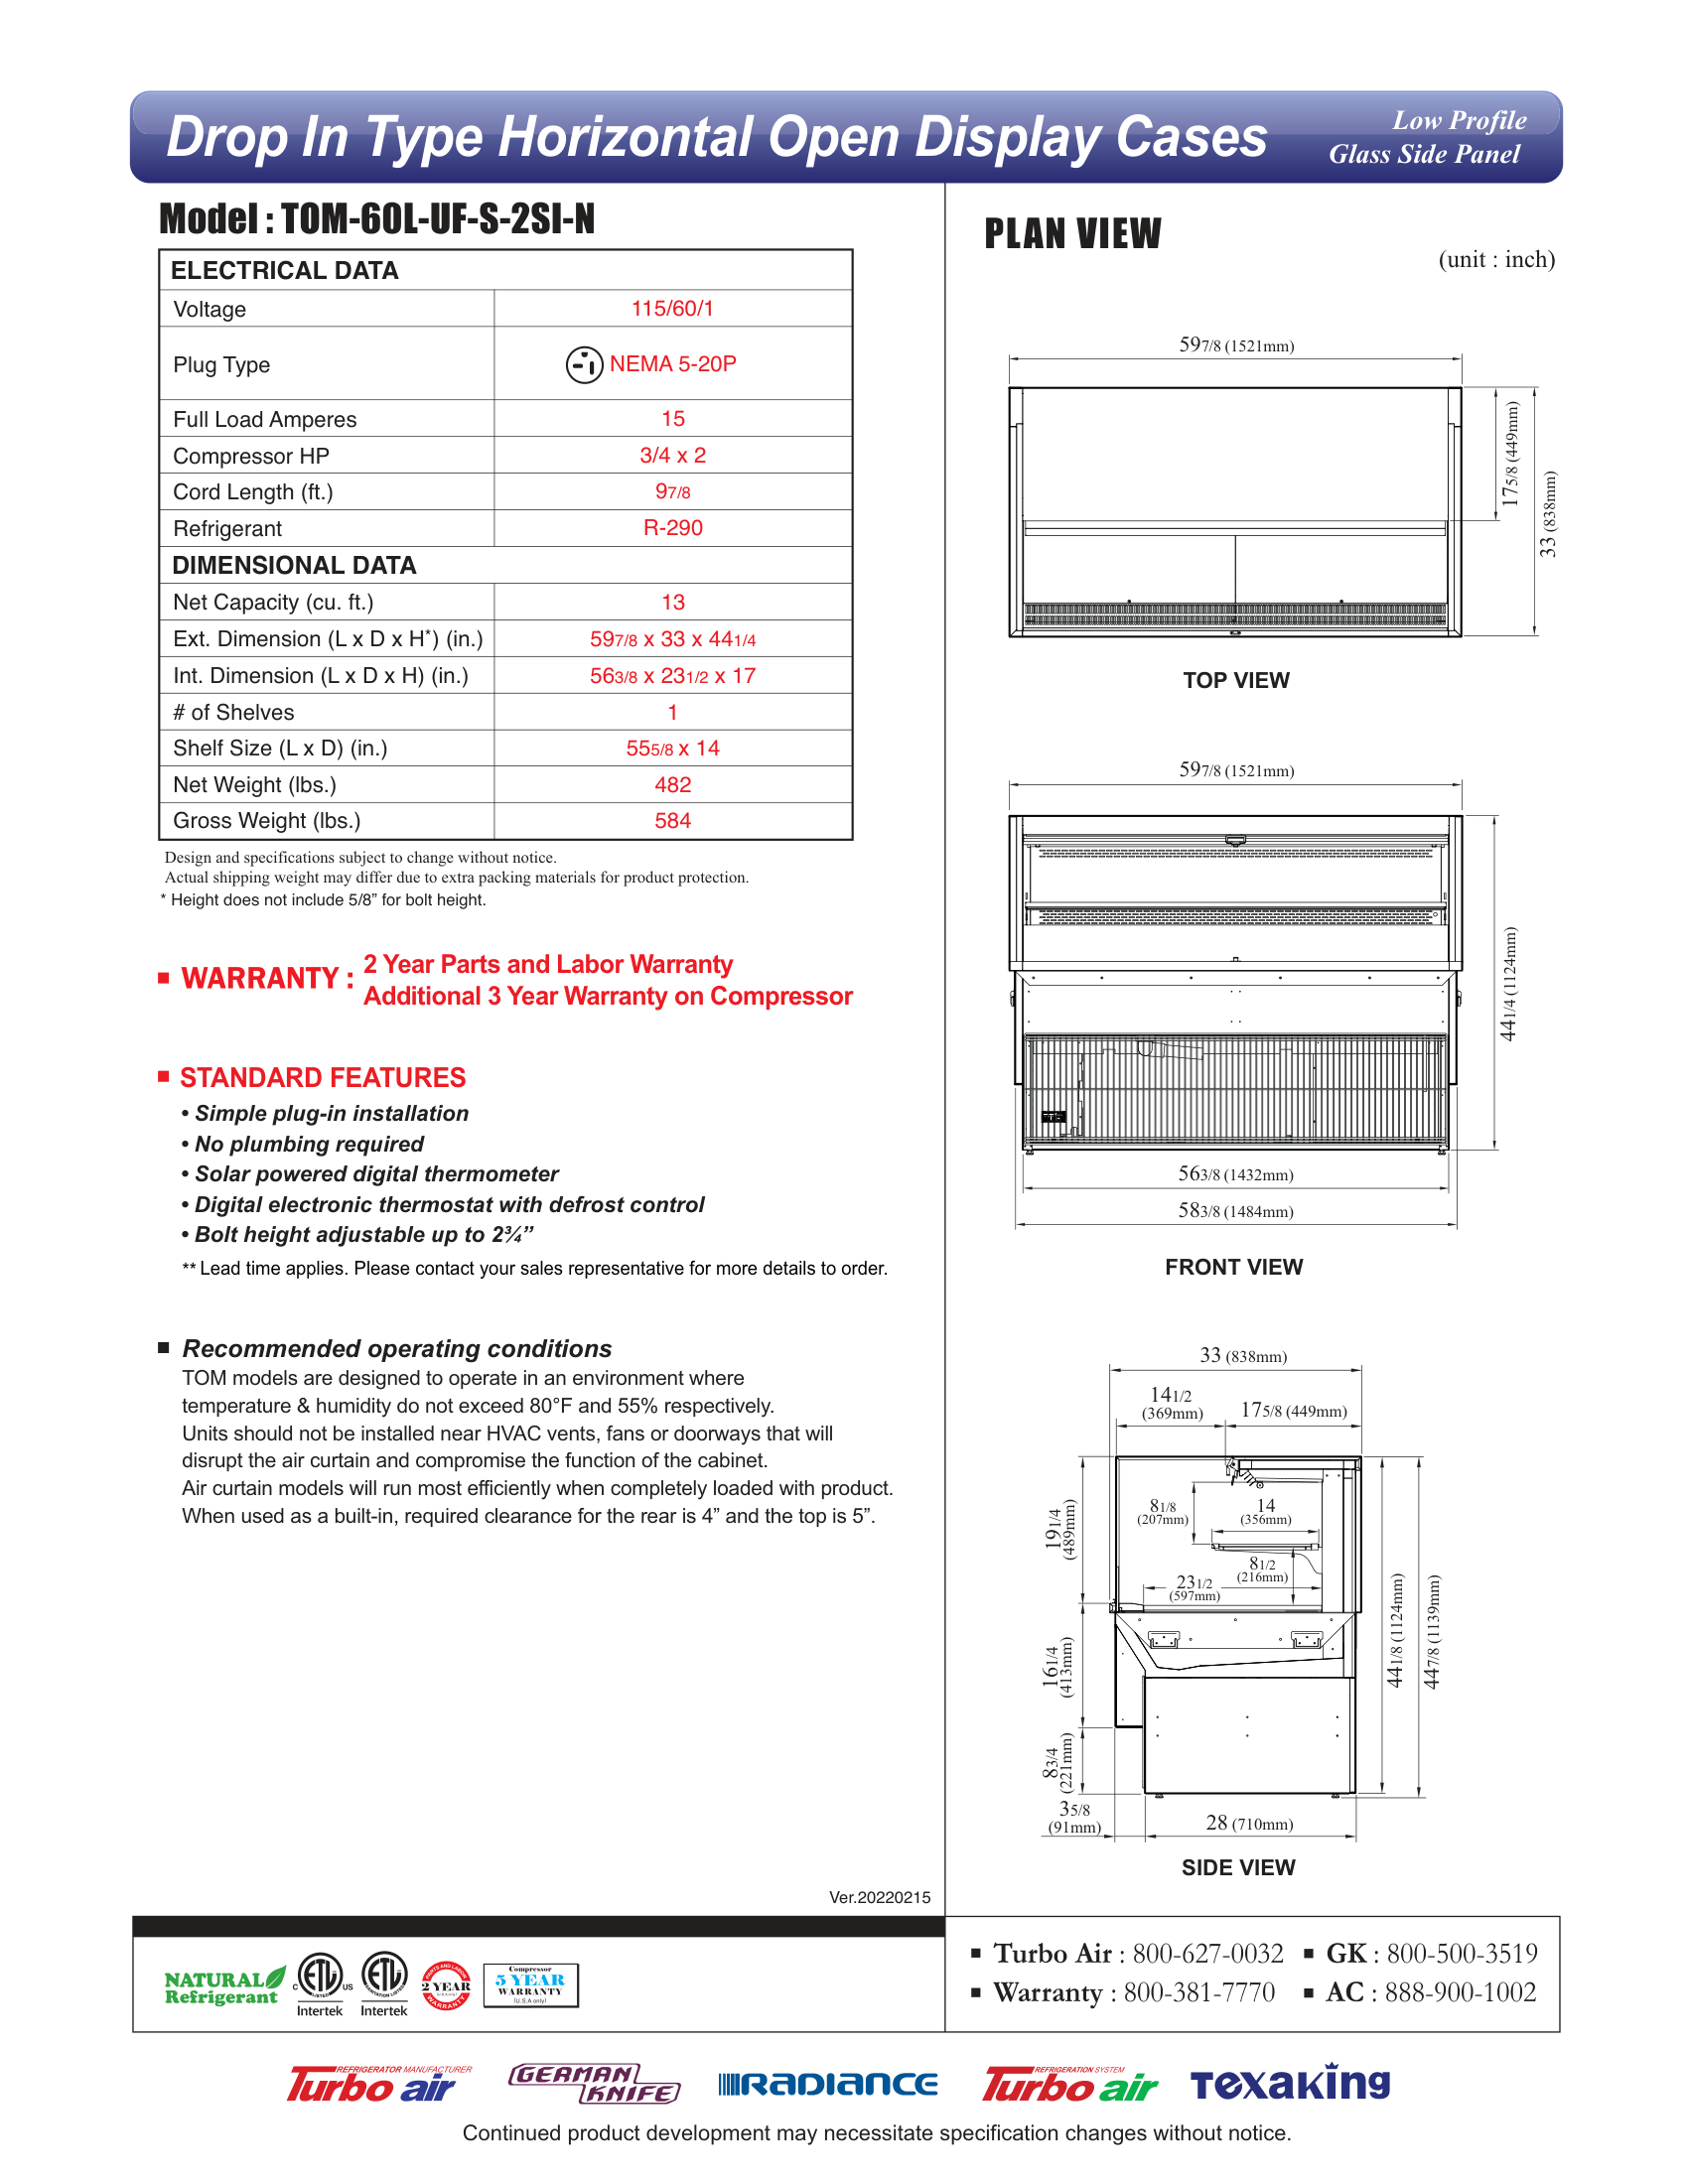 Drop In Type Horizontal Open Display Cases
Low Profile
Glass Side Panel
Model : TOM-60L-UF-S-2SI-N
ELECTRICAL DATA
Voltage 115/60/1
Plug Type NEMA 5-20P
Full Load Amperes 15
Compressor HP 3/4 x 2
Cord Length (ft.) 97/8
Refrigerant R-290
DIMENSIONAL DATA
Net Capacity (cu. ft.) 13
Ext. Dimension (L x D x H*) (in.) 597/8 x 33 x 441/4
Int. Dimension (L x D x H) (in.) 563/8 x 231/2 x 17
# of Shelves 1
Shelf Size (L x D) (in.) 555/8 x 14
Net Weight (lbs.) 482
Gross Weight (lbs.) 584
Design and specifications subject to change without notice.
Actual shipping weight may differ due to extra packing materials for product protection.
* Height does not include 5/8” for bolt height.
■ WARRANTY : 2 Year Parts and Labor Warranty
Additional 3 Year Warranty on Compressor
■ STANDARD FEATURES
• Simple plug-in installation
• No plumbing required
• Solar powered digital thermometer
• Digital electronic thermostat with defrost control
• Bolt height adjustable up to 2¾”
** Lead time applies. Please contact your sales representative for more details to order.
■ Recommended operating conditions
TOM models are designed to operate in an environment where
temperature & humidity do not exceed 80°F and 55% respectively.
Units should not be installed near HVAC vents, fans or doorways that will
disrupt the air curtain and compromise the function of the cabinet.
Air curtain models will run most efficiently when completely loaded with product.
When used as a built-in, required clearance for the rear is 4” and the top is 5”.
Ver.20220215
PLAN VIEW
(unit : inch)
597/8 (1521mm)
175/8 (449mm)
33 (838mm)
TOP VIEW
597/8 (1521mm)
441/4 (1124mm)
563/8 (1432mm)
583/8 (1484mm)
FRONT VIEW
33 (838mm)
141/2
(369mm)
175/8 (449mm)
191/4
(489mm)
81/8
(207mm)
14
(356mm)
81/2
(216mm)
231/2
(597mm)
161/4
(413mm)
441/8 (1124mm)
447/8 (1139mm)
83/4
(221mm)
35/8
(91mm)
28 (710mm)
SIDE VIEW
NATURAL
Refrigerant
C ETL US
LISTED
Intertek
ETL
SANITATION LISTED
Intertek
PARTS AND LABOR
2 YEAR
(U.S.A only)
WARRANTY
Compressor
5 YEAR
WARRANTY
(U.S.A only)
■ Turbo Air : 800-627-0032 ■ GK : 800-500-3519
■ Warranty : 800-381-7770 ■ AC : 888-900-1002
REFRIGERATOR MANUFACTURER
Turbo air
GERMAN
KNIFE
RADIANCE
REFRIGERATION SYSTEM
Turbo air
Texaking
Continued product development may necessitate specification changes without notice.